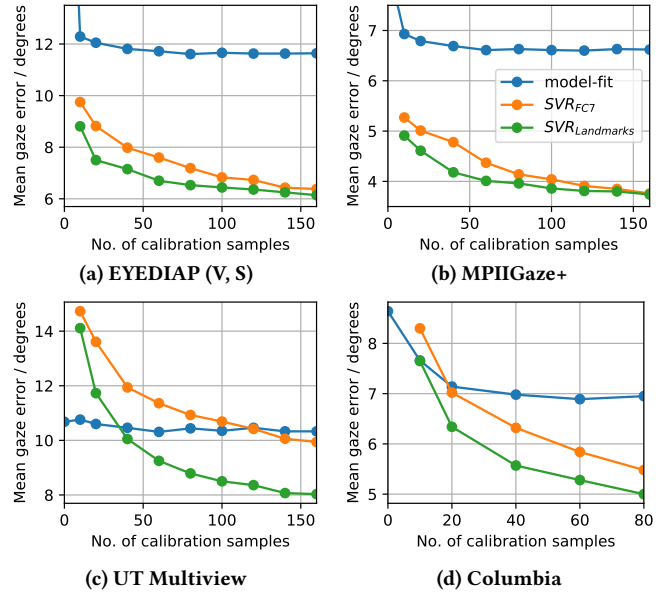 12
10
8
6
0
50
100
150
Mean gaze error / degrees
No. of calibration samples
(a) EYEDIAP (V, S)
7
6
5
4
0
50
100
150
Mean gaze error / degrees
No. of calibration samples
model-fit
SVR_FC7
SVR_Landmarks
(b) MPIIGaze+
14
12
10
8
0
50
100
150
Mean gaze error / degrees
No. of calibration samples
(c) UT Multiview
8
7
6
5
0
20
40
60
80
Mean gaze error / degrees
No. of calibration samples
(d) Columbia